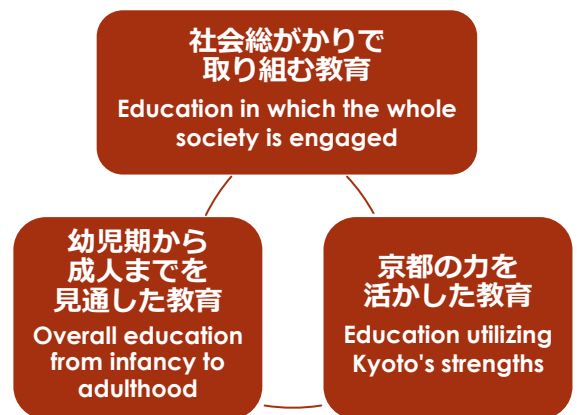 社会総がかりで
取り組む教育
Education in which the whole
society is engaged
幼児期から
成人までを
見通した教育
Overall education
from infancy to
adulthood
京都の力を
活かした教育
Education utilizing
Kyoto's strengths